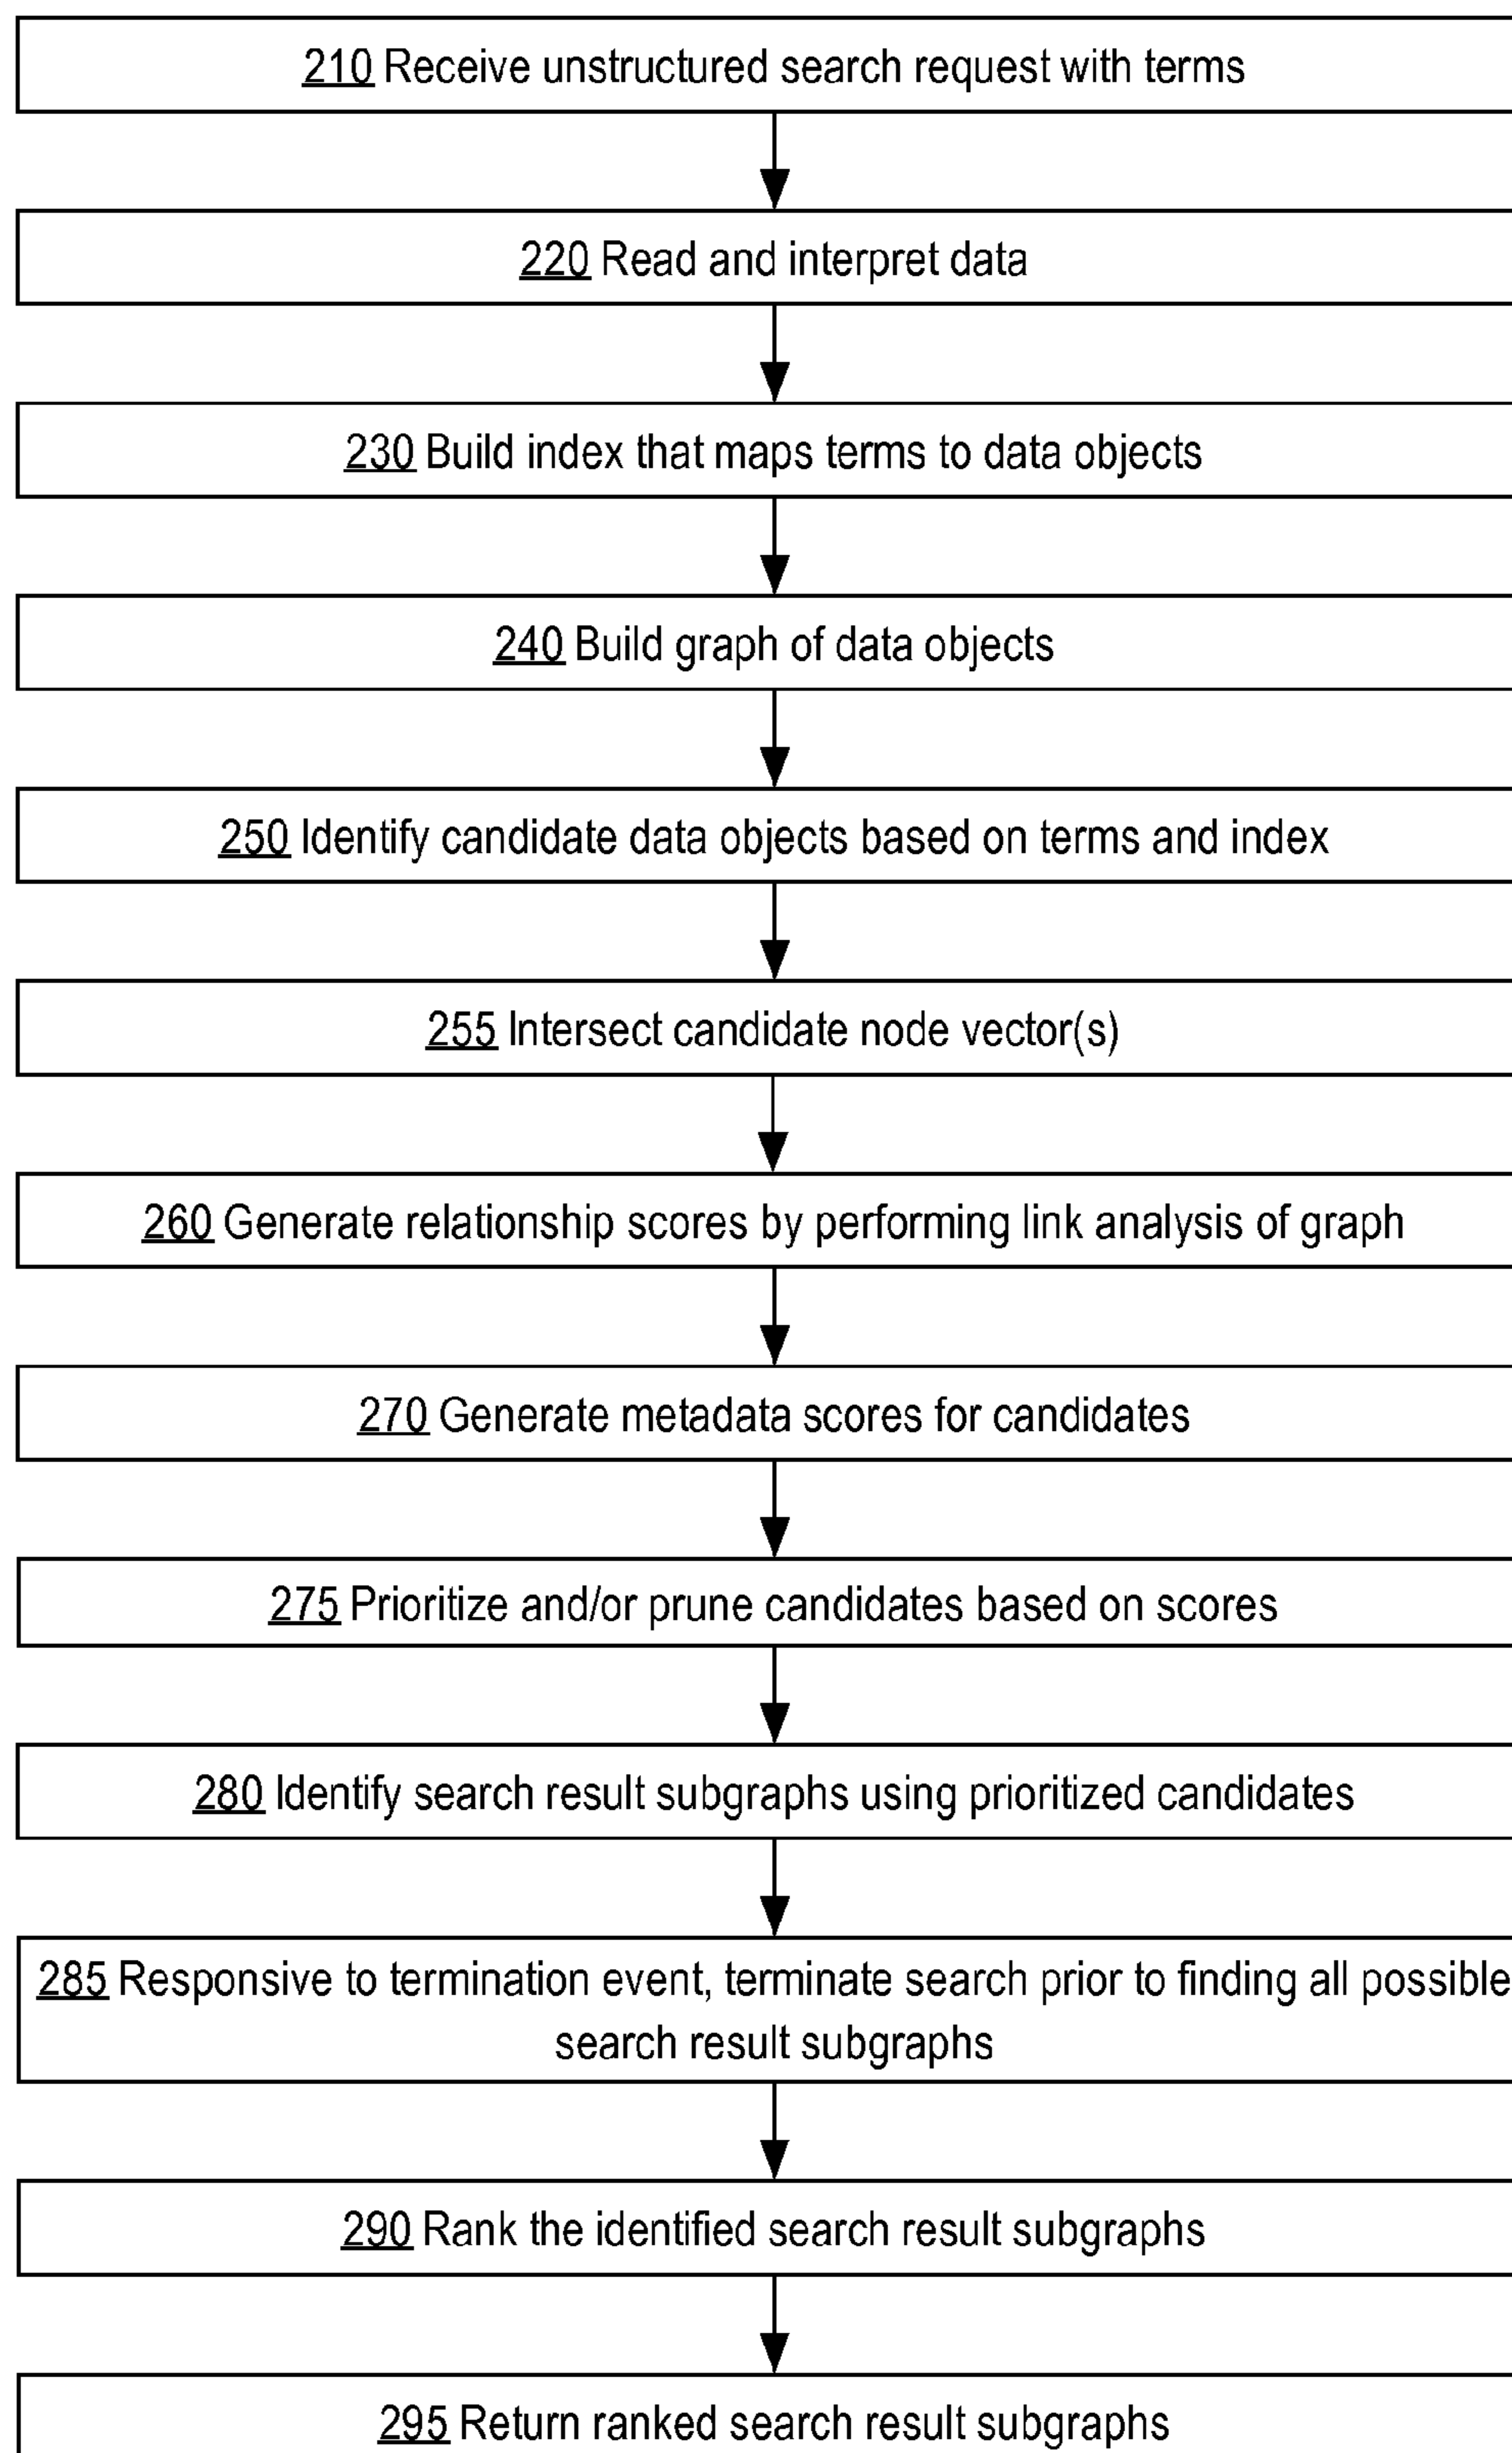 210 Receive unstructured search request with terms
220 Read and interpret data
230 Build index that maps terms to data objects
240 Build graph of data objects
250 Identify candidate data objects based on terms and index
255 Intersect candidate node vector(s)
260 Generate relationship scores by performing link analysis of graph
270 Generate metadata scores for candidates
275 Prioritize and/or prune candidates based on scores
280 Identify search result subgraphs using prioritized candidates
285 Responsive to termination event, terminate search prior to finding all possible
search result subgraphs
290 Rank the identified search result subgraphs
295 Return ranked search result subgraphs